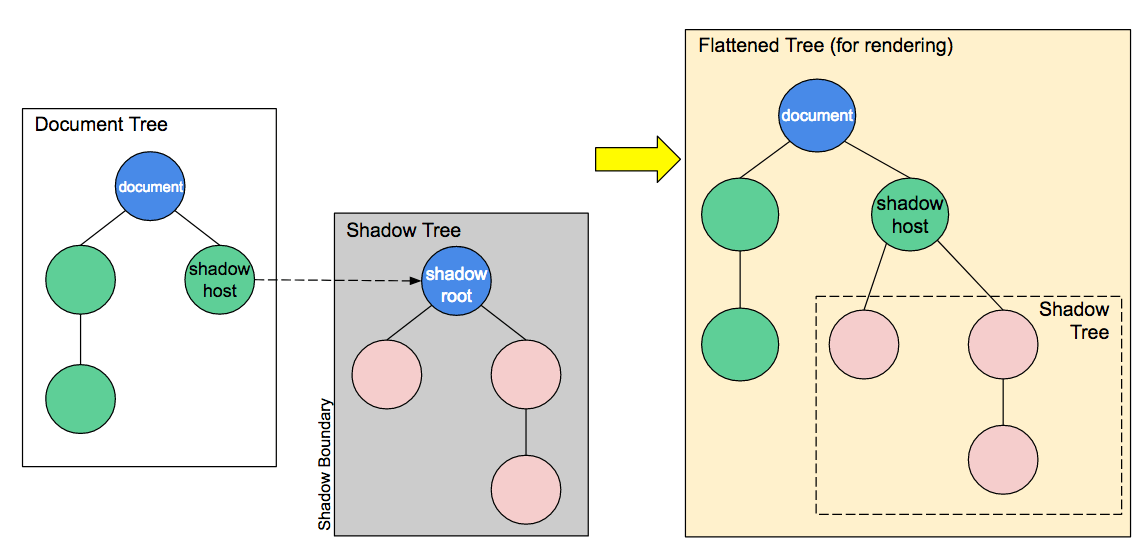 Document Tree
document
shadow
host
Shadow Tree
shadow
root
Shadow Boundary
Flattened Tree (for rendering)
document
shadow
host
Shadow
Tree